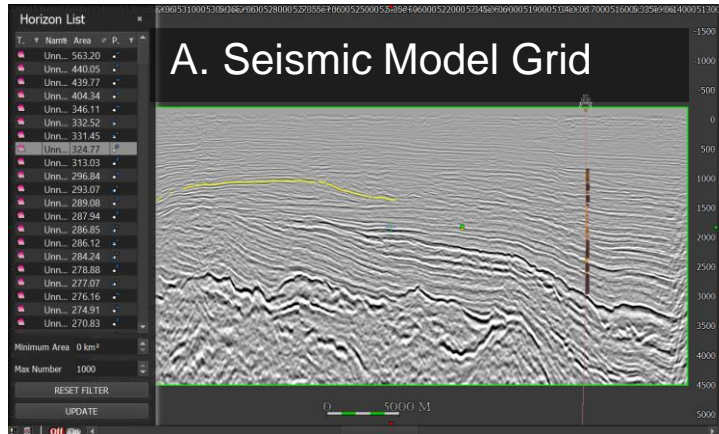 Horizon List
A. Seismic Model Grid
T. Name Area P.
Unn... 563.20
Unn... 440.05
Unn... 439.77
Unn... 404.34
Unn... 346.11
Unn... 332.52
Unn... 331.45
Unn... 324.77
Unn... 313.03
Unn... 296.84
Unn... 293.07
Unn... 289.08
Unn... 287.94
Unn... 286.85
Unn... 286.12
Unn... 284.24
Unn... 278.88
Unn... 277.07
Unn... 276.16
Unn... 274.91
Unn... 270.83
Minimum Area 0 km²
Max Number 1000
RESET FILTER
UPDATE
Off
0 5000 M
-1500
-1000
-500
0
500
1000
1500
2000
2500
3000
3500
4000
4500
5000